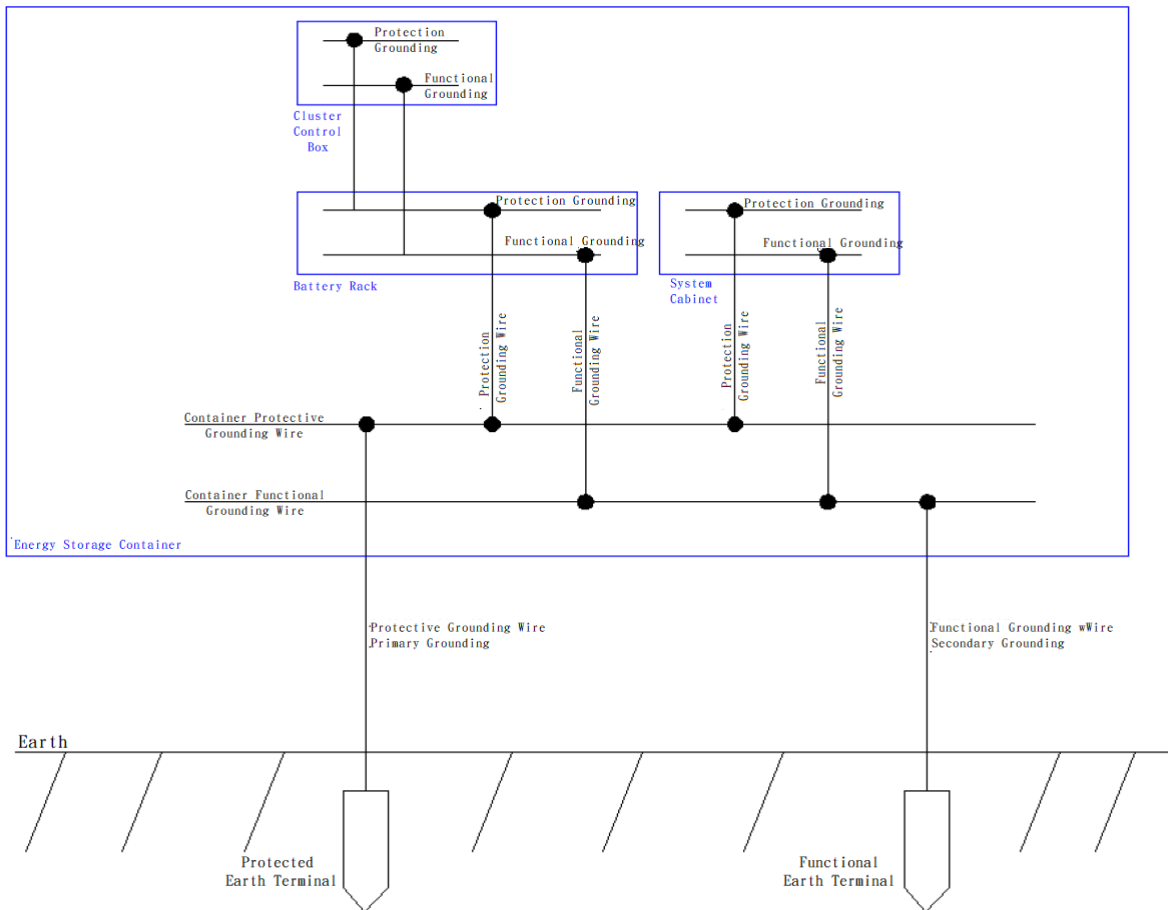 Protection
Grounding
Functional
Grounding
Cluster
Control
Box
Protection Grounding
Functional Grounding
Battery Rack
Protection Grounding
Functional Grounding
System
Cabinet
Protection
Grounding Wire
Functional
Grounding Wire
Protection
Grounding Wire
Functional
Grounding Wire
Container Protective
Grounding Wire
Container Functional
Grounding Wire
Energy Storage Container
Protective Grounding Wire
Primary Grounding
Functional Grounding wWire
Secondary Grounding
Earth
Protected
Earth Terminal
Functional
Earth Terminal